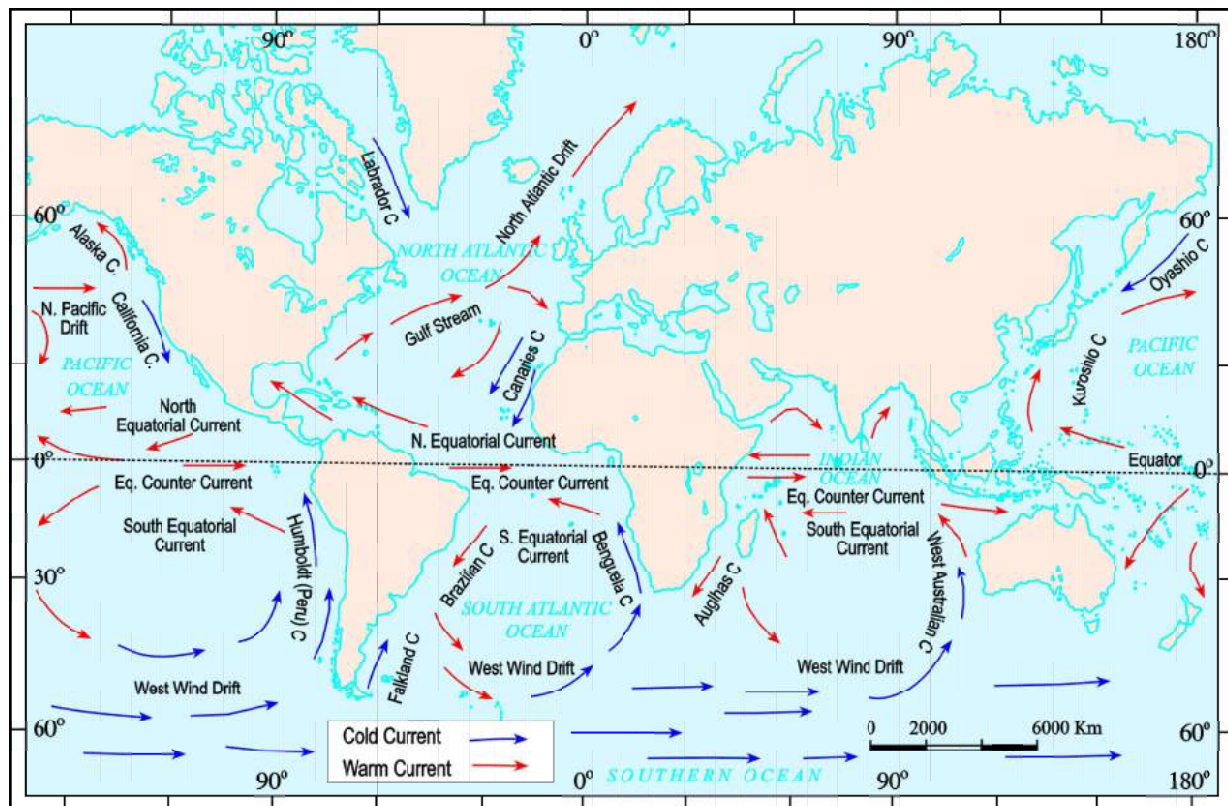 90° 0° 90° 180°
60° 60°
Labrador C
North Atlantic Drift
NORTH ATLANTIC
OCEAN
Alaska C.
Oyashio C
N. Pacific
Drift
California C.
Gulf Stream
Canaries C
Kuroshio C
PACIFIC
OCEAN
PACIFIC
OCEAN
North
Equatorial Current
N. Equatorial Current
0° Equator 0°
INDIAN
OCEAN
Eq. Counter Current
Eq. Counter Current
Eq. Counter Current
South Equatorial
Current
Humboldt (Peru) C
S. Equatorial
Current
South Equatorial
Current
Brazilian C
Benguella C
Auglhas C
West Australian C
30° 30°
SOUTH ATLANTIC
OCEAN
Falkland C
West Wind Drift
West Wind Drift
West Wind Drift
60° 60°
Cold Current
Warm Current
0 2000 6000 Km
SOUTHERN OCEAN
90° 0° 90° 180°